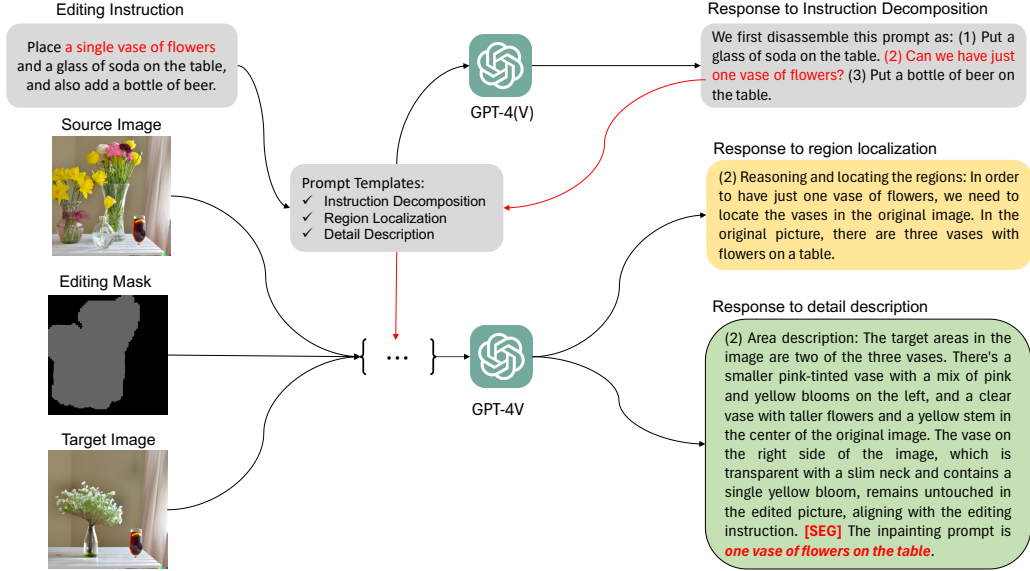 Editing Instruction
Place a single vase of flowers
and a glass of soda on the table,
and also add a bottle of beer.
Source Image
Editing Mask
Target Image
Prompt Templates:
✓ Instruction Decomposition
✓ Region Localization
✓ Detail Description
{ ... }
GPT-4(V)
GPT-4V
Response to Instruction Decomposition
We first disassemble this prompt as: (1) Put a
glass of soda on the table. (2) Can we have just
one vase of flowers? (3) Put a bottle of beer on
the table.
Response to region localization
(2) Reasoning and locating the regions: In order
to have just one vase of flowers, we need to
locate the vases in the original image. In the
original picture, there are three vases with
flowers on a table.
Response to detail description
(2) Area description: The target areas in the
image are two of the three vases. There's a
smaller pink-tinted vase with a mix of pink
and yellow blooms on the left, and a clear
vase with taller flowers and a yellow stem in
the center of the original image. The vase on
the right side of the image, which is
transparent with a slim neck and contains a
single yellow bloom, remains untouched in
the edited picture, aligning with the editing
instruction. [SEG] The inpainting prompt is
one vase of flowers on the table.